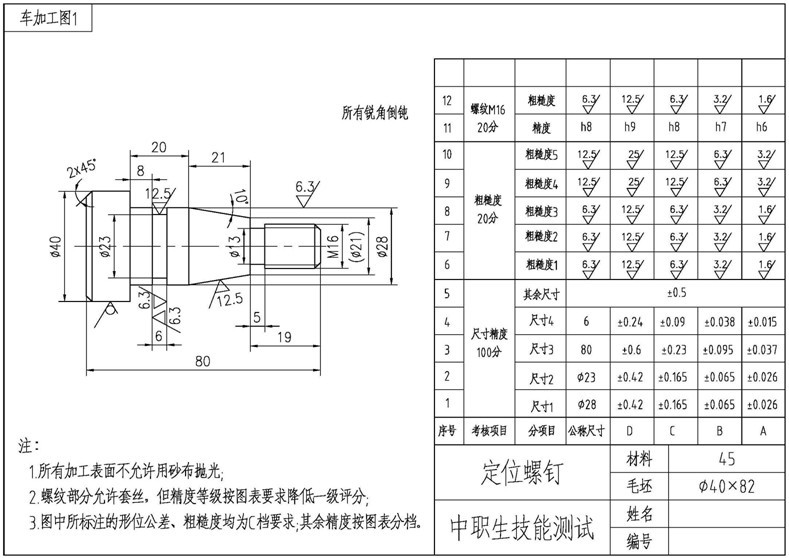 车加工图1
所有锐角倒钝
20
21
8
2x45°
12.5
10°
6.3
Φ40
Φ23
Φ13
M16
(Φ21)
Φ28
6.3
6.3
12.5
5
6
19
80
12 螺纹M16 20分 粗糙度 6.3 12.5 6.3 3.2 1.6
11 精度 h8 h9 h8 h7 h6
10 粗糙度 20分 粗糙度5 12.5 25 12.5 6.3 3.2
9 粗糙度4 12.5 25 12.5 6.3 3.2
8 粗糙度3 6.3 12.5 6.3 3.2 1.6
7 粗糙度2 6.3 12.5 6.3 3.2 1.6
6 粗糙度1 6.3 12.5 6.3 3.2 1.6
5 尺寸精度 100分 其余尺寸 ±0.5
4 尺寸4 6 ±0.24 ±0.09 ±0.038 ±0.015
3 尺寸3 80 ±0.6 ±0.23 ±0.095 ±0.037
2 尺寸2 Φ23 ±0.42 ±0.165 ±0.065 ±0.026
1 尺寸1 Φ28 ±0.42 ±0.165 ±0.065 ±0.026
序号 考核项目 分项目 公称尺寸 D C B A
定位螺钉 材料 45
毛坯 Φ40×82
中职生技能测试 姓名
编号
注:
1.所有加工表面不允许用砂布抛光;
2.螺纹部分允许套丝，但精度等级按图表要求降低一级评分;
3.图中所标注的形位公差、粗糙度均为C档要求;其余精度按图表分档。